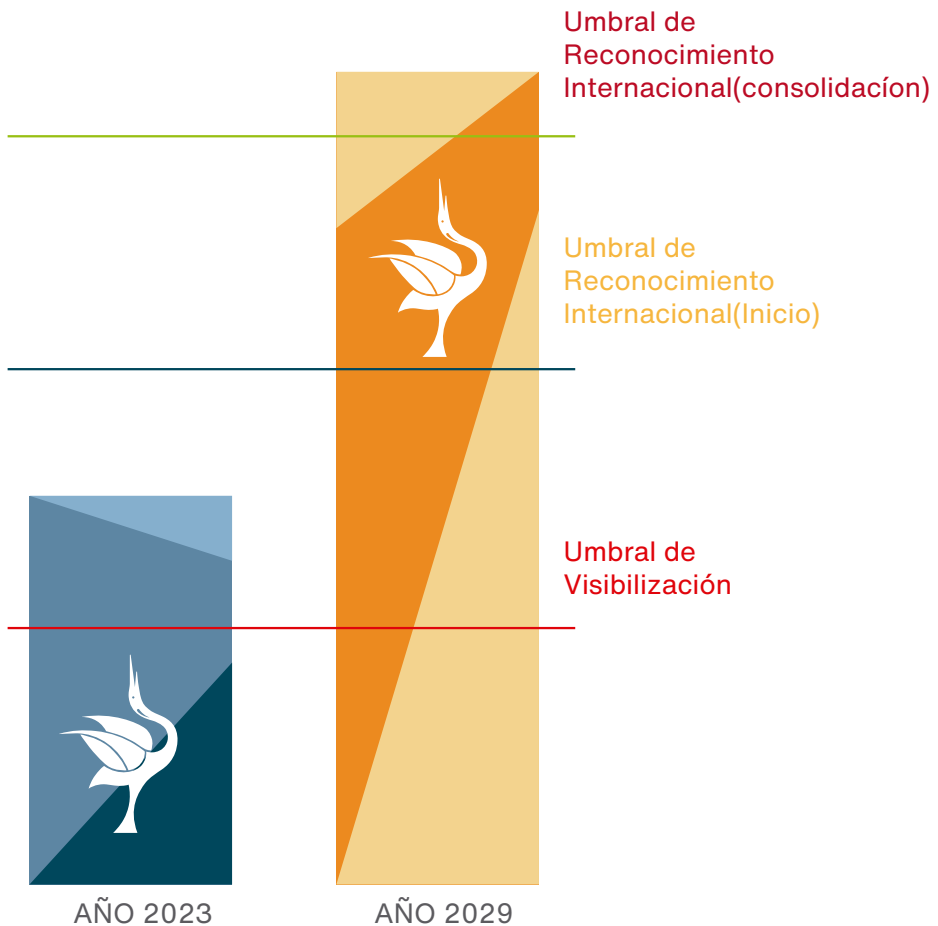 Umbral de
Reconocimiento
Internacional(consolidacíon)
Umbral de
Reconocimiento
Internacional(Inicio)
Umbral de
Visibilización
AÑO 2023
AÑO 2029